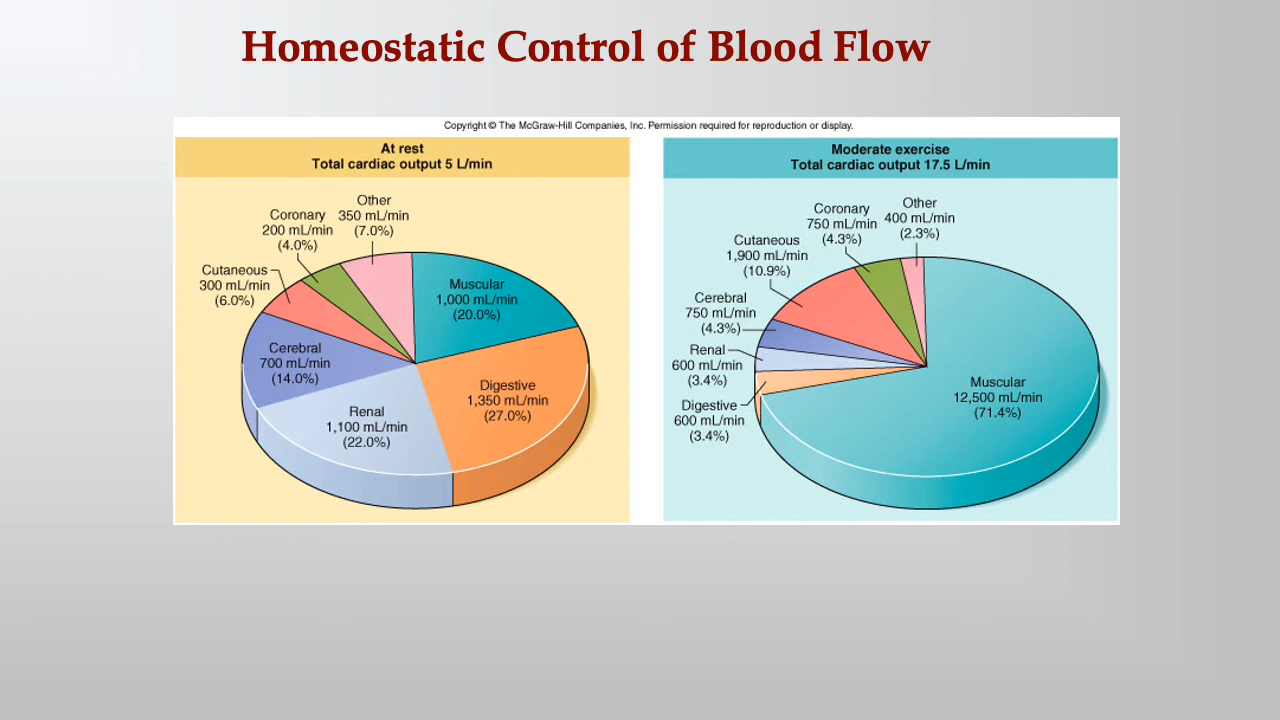 Homeostatic Control of Blood Flow
Copyright © The McGraw-Hill Companies, Inc. Permission required for reproduction or display.
At rest
Total cardiac output 5 L/min
Other
350 mL/min
(7.0%)
Coronary
200 mL/min
(4.0%)
Cutaneous
300 mL/min
(6.0%)
Muscular
1,000 mL/min
(20.0%)
Cerebral
700 mL/min
(14.0%)
Digestive
1,350 mL/min
(27.0%)
Renal
1,100 mL/min
(22.0%)
Moderate exercise
Total cardiac output 17.5 L/min
Other
400 mL/min
(2.3%)
Coronary
750 mL/min
(4.3%)
Cutaneous
1,900 mL/min
(10.9%)
Cerebral
750 mL/min
(4.3%)
Renal
600 mL/min
(3.4%)
Digestive
600 mL/min
(3.4%)
Muscular
12,500 mL/min
(71.4%)